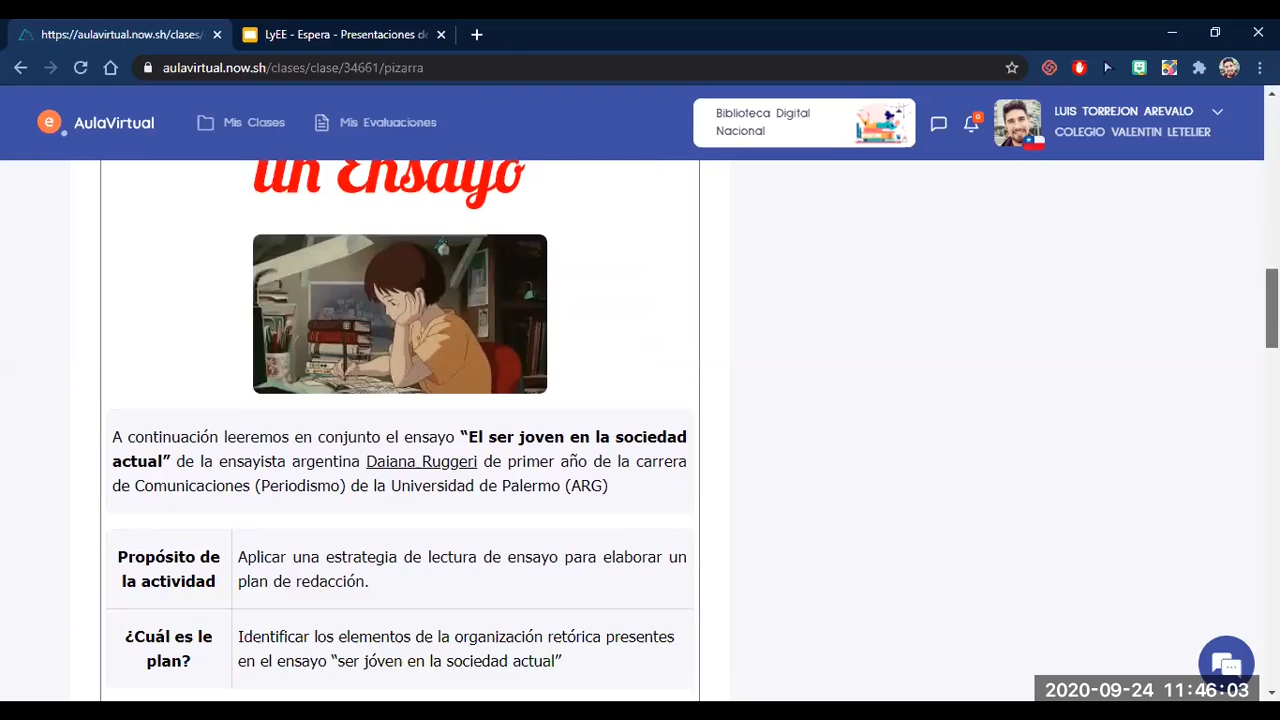 https://aulavirtual.now.sh/clases/
LyEE - Espera - Presentaciones de
aulavirtual.now.sh/clases/clase/34661/pizarra
e AulaVirtual
Mis Clases
Mis Evaluaciones
Biblioteca Digital
Nacional
LUIS TORREJON AREVALO
COLEGIO VALENTIN LETELIER
un Ensayo
A continuación leeremos en conjunto el ensayo “El ser joven en la sociedad
actual” de la ensayista argentina Daiana Ruggeri de primer año de la carrera
de Comunicaciones (Periodismo) de la Universidad de Palermo (ARG)
Propósito de
la actividad
Aplicar una estrategia de lectura de ensayo para elaborar un
plan de redacción.
¿Cuál es le
plan?
Identificar los elementos de la organización retórica presentes
en el ensayo “ser jóven en la sociedad actual”
2020-09-24 11:46:03